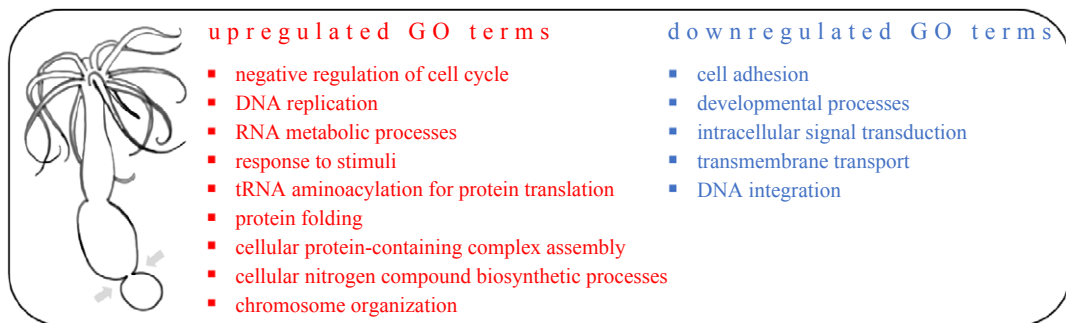 upregulated GO terms
▪ negative regulation of cell cycle
▪ DNA replication
▪ RNA metabolic processes
▪ response to stimuli
▪ tRNA aminoacylation for protein translation
▪ protein folding
▪ cellular protein-containing complex assembly
▪ cellular nitrogen compound biosynthetic processes
▪ chromosome organization
downregulated GO terms
▪ cell adhesion
▪ developmental processes
▪ intracellular signal transduction
▪ transmembrane transport
▪ DNA integration